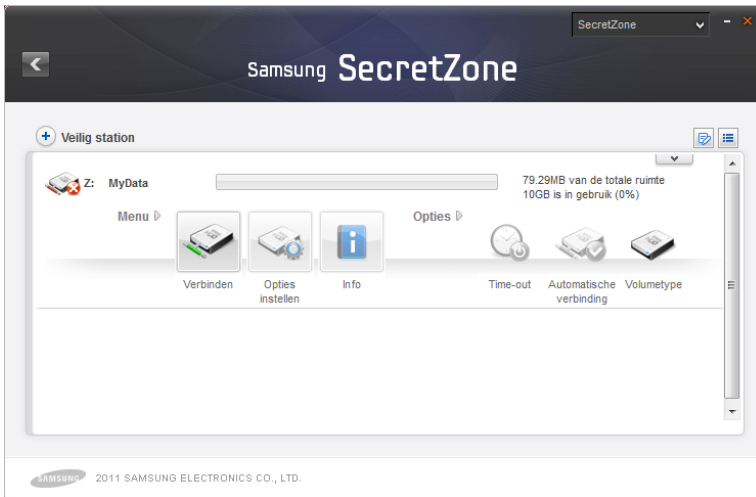 SecretZone
Samsung SecretZone
Veilig station
Z: MyData
79.29MB van de totale ruimte
10GB is in gebruik (0%)
Menu
Opties
Verbinden
Opties
instellen
Info
Time-out
Automatische
verbinding
Volumetype
SAMSUNG 2011 SAMSUNG ELECTRONICS CO., LTD.